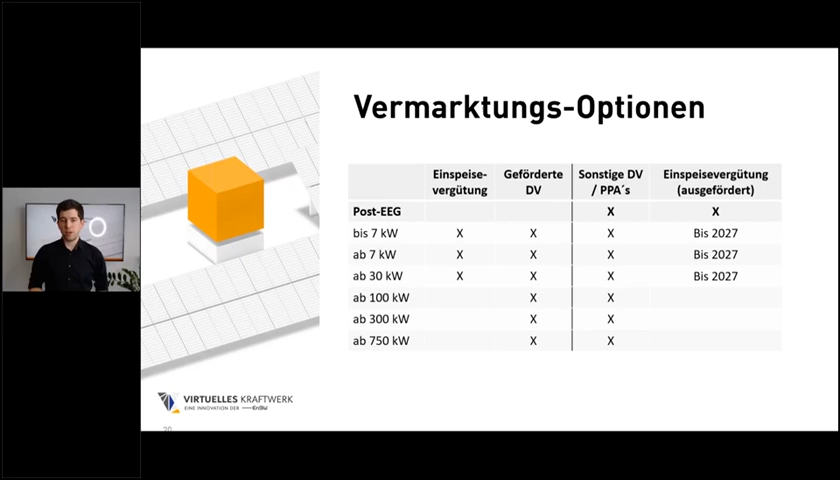 Vermarktungs-Optionen
Einspeise-vergütung Geförderte DV Sonstige DV / PPA´s Einspeisevergütung (ausgefördert)
Post-EEG X X
bis 7 kW X X X Bis 2027
ab 7 kW X X X Bis 2027
ab 30 kW X X X Bis 2027
ab 100 kW X X
ab 300 kW X X
ab 750 kW X X
VIRTUELLES KRAFTWERK
EINE INNOVATION DER EnBW
20